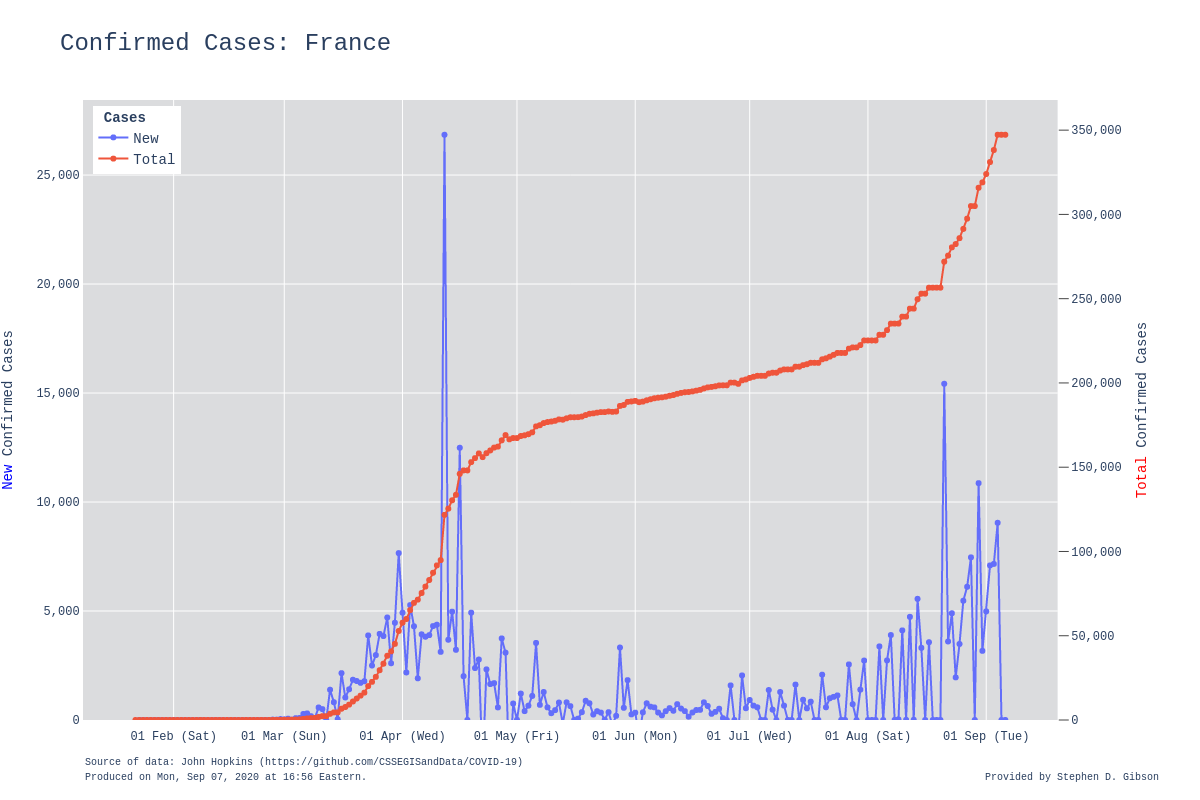 Confirmed Cases: France
Cases
New
Total
25,000
20,000
15,000
10,000
5,000
0
New Confirmed Cases
350,000
300,000
250,000
200,000
150,000
100,000
50,000
0
Total Confirmed Cases
01 Feb (Sat) 01 Mar (Sun) 01 Apr (Wed) 01 May (Fri) 01 Jun (Mon) 01 Jul (Wed) 01 Aug (Sat) 01 Sep (Tue)
Source of data: John Hopkins (https://github.com/CSSEGISandData/COVID-19)
Produced on Mon, Sep 07, 2020 at 16:56 Eastern.
Provided by Stephen D. Gibson